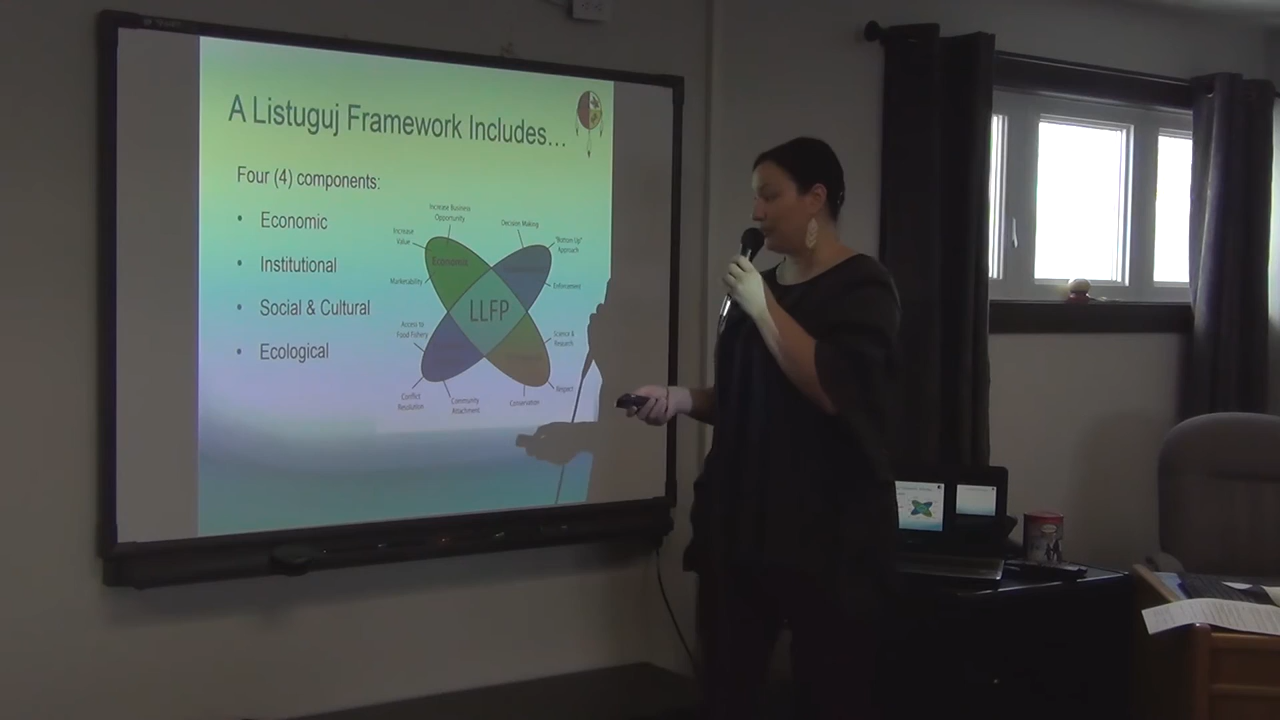 A Listuguj Framework Includes...
Four (4) components:
• Economic
• Institutional
• Social & Cultural
• Ecological
Increase Business
Opportunity
Increase
Value
Marketability
Economic
Decision Making
"Bottom Up"
Approach
Enforcement
LLFP
Access to
Food Fishery
Conflict
Resolution
Community
Attachment
Science &
Research
Respect
Conservation